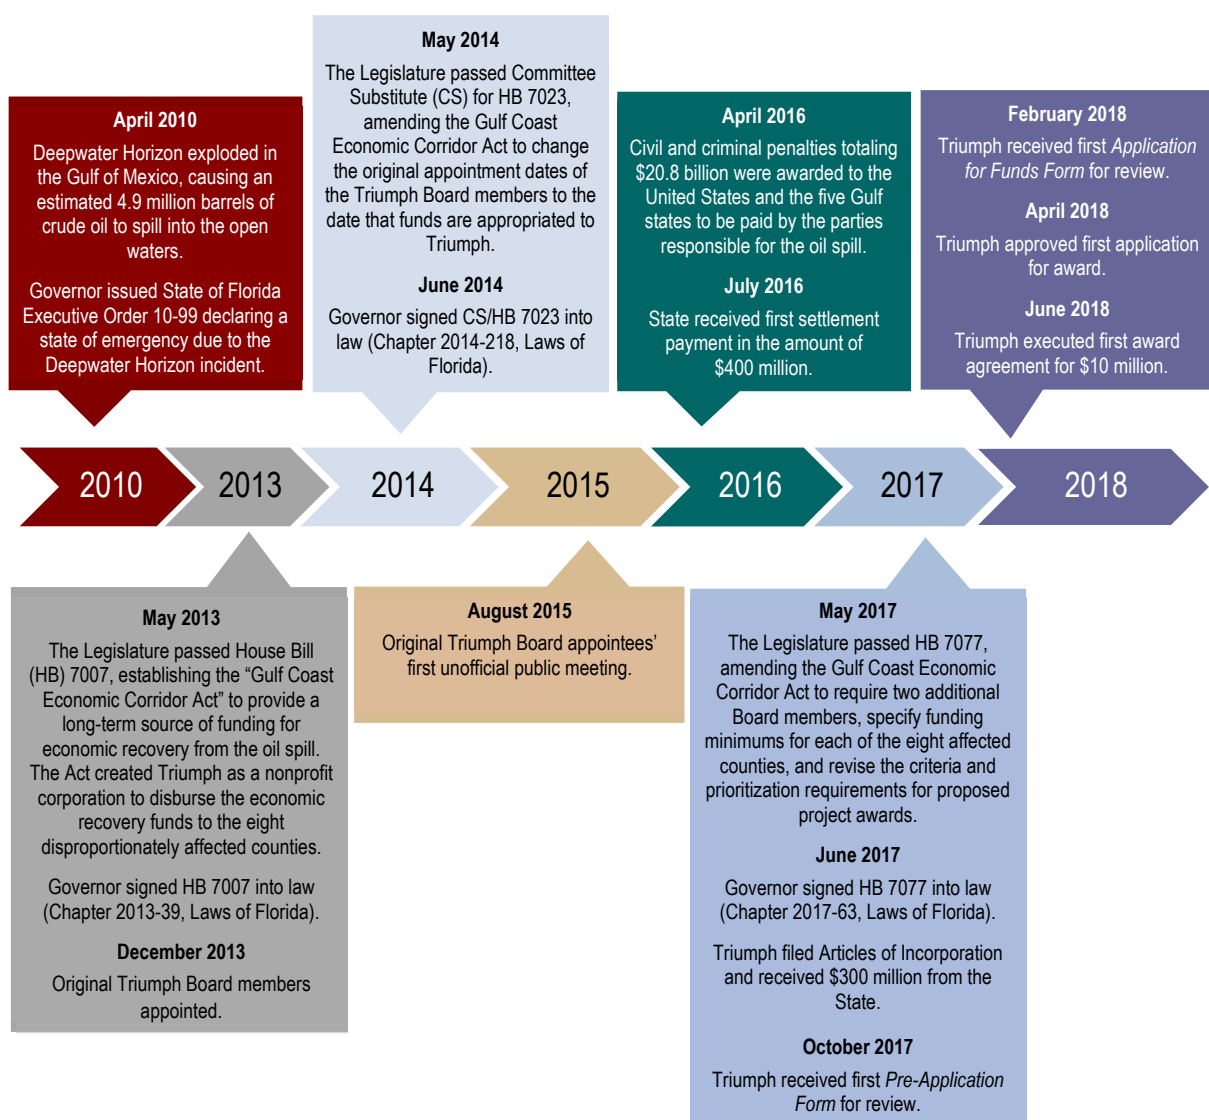 April 2010
Deepwater Horizon exploded in
the Gulf of Mexico, causing an
estimated 4.9 million barrels of
crude oil to spill into the open
waters.
Governor issued State of Florida
Executive Order 10-99 declaring a
state of emergency due to the
Deepwater Horizon incident.
May 2014
The Legislature passed Committee
Substitute (CS) for HB 7023,
amending the Gulf Coast
Economic Corridor Act to change
the original appointment dates of
the Triumph Board members to the
date that funds are appropriated to
Triumph.
June 2014
Governor signed CS/HB 7023 into
law (Chapter 2014-218, Laws of
Florida).
April 2016
Civil and criminal penalties totaling
$20.8 billion were awarded to the
United States and the five Gulf
states to be paid by the parties
responsible for the oil spill.
July 2016
State received first settlement
payment in the amount of
$400 million.
February 2018
Triumph received first Application
for Funds Form for review.
April 2018
Triumph approved first application
for award.
June 2018
Triumph executed first award
agreement for $10 million.
2010
2013
2014
2015
2016
2017
2018
May 2013
The Legislature passed House Bill
(HB) 7007, establishing the “Gulf Coast
Economic Corridor Act” to provide a
long-term source of funding for
economic recovery from the oil spill.
The Act created Triumph as a nonprofit
corporation to disburse the economic
recovery funds to the eight
disproportionately affected counties.
Governor signed HB 7007 into law
(Chapter 2013-39, Laws of Florida).
December 2013
Original Triumph Board members
appointed.
August 2015
Original Triumph Board appointees’
first unofficial public meeting.
May 2017
The Legislature passed HB 7077,
amending the Gulf Coast Economic
Corridor Act to require two additional
Board members, specify funding
minimums for each of the eight affected
counties, and revise the criteria and
prioritization requirements for proposed
project awards.
June 2017
Governor signed HB 7077 into law
(Chapter 2017-63, Laws of Florida).
Triumph filed Articles of Incorporation
and received $300 million from the
State.
October 2017
Triumph received first Pre-Application
Form for review.